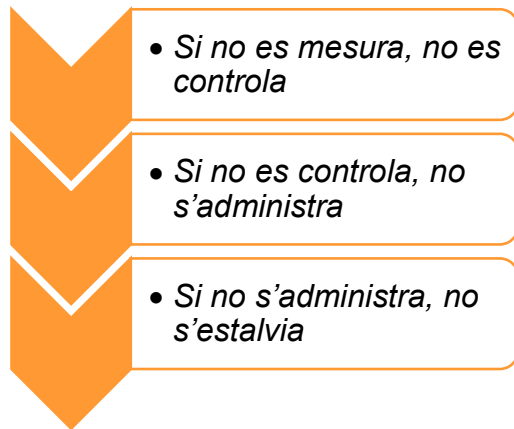 • Si no es mesura, no es
controla
• Si no es controla, no
s’administra
• Si no s’administra, no
s’estalvia